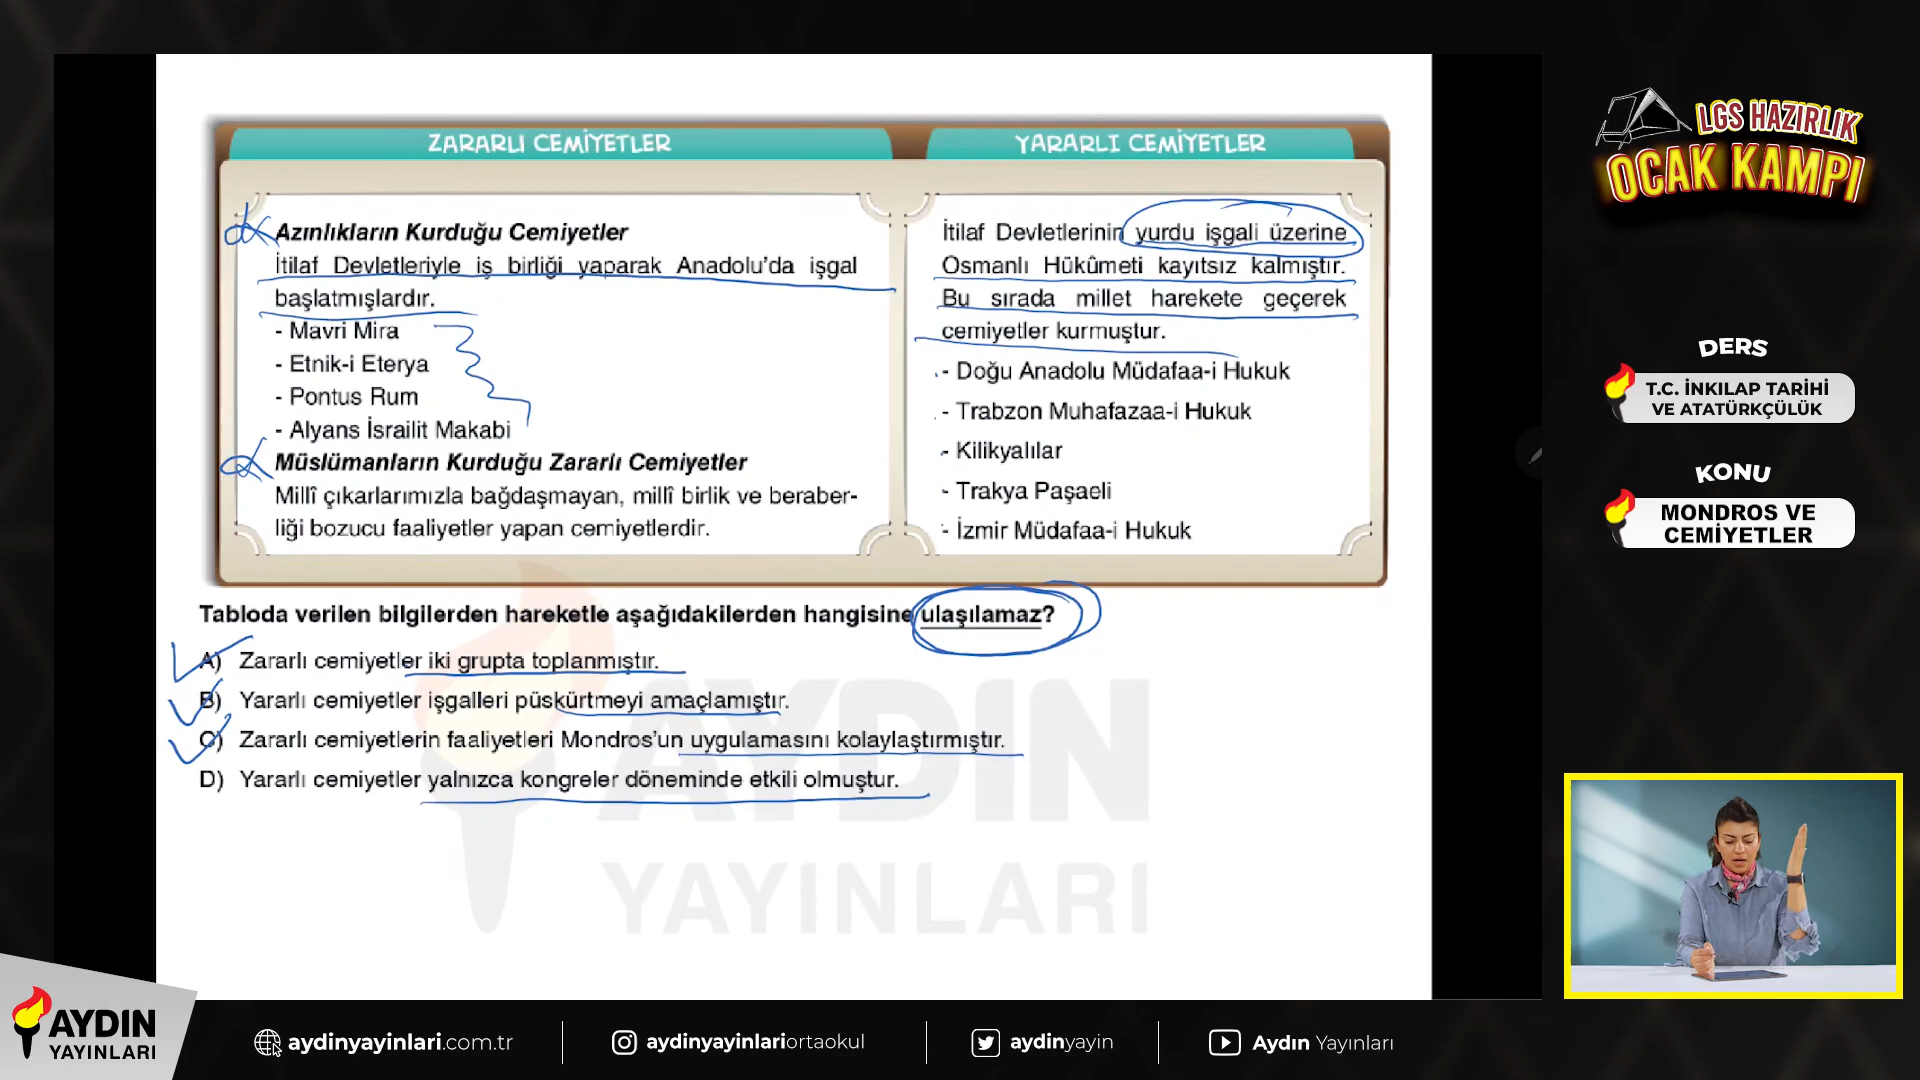 ZARARLI CEMİYETLER
Azınlıkların Kurduğu Cemiyetler
İtilaf Devletleriyle iş birliği yaparak Anadolu'da işgal
başlatmışlardır.
- Mavri Mira
- Etnik-i Eterya
- Pontus Rum
- Alyans İsrailit Makabi
Müslümanların Kurduğu Zararlı Cemiyetler
Millî çıkarlarımızla bağdaşmayan, millî birlik ve beraber-
liği bozucu faaliyetler yapan cemiyetlerdir.
YARARLI CEMİYETLER
İtilaf Devletlerinin yurdu işgali üzerine
Osmanlı Hükûmeti kayıtsız kalmıştır.
Bu sırada millet harekete geçerek
cemiyetler kurmuştur.
- Doğu Anadolu Müdafaa-i Hukuk
- Trabzon Muhafazaa-i Hukuk
- Kilikyalılar
- Trakya Paşaeli
- İzmir Müdafaa-i Hukuk
Tabloda verilen bilgilerden hareketle aşağıdakilerden hangisine ulaşılamaz?
A) Zararlı cemiyetler iki grupta toplanmıştır.
B) Yararlı cemiyetler işgalleri püskürtmeyi amaçlamıştır.
C) Zararlı cemiyetlerin faaliyetleri Mondros'un uygulamasını kolaylaştırmıştır.
D) Yararlı cemiyetler yalnızca kongreler döneminde etkili olmuştur.
AYDIN
YAYINLARI
LGS HAZIRLIK
OCAK KAMPI
DERS
T.C. İNKILAP TARİHİ
VE ATATÜRKÇÜLÜK
KONU
MONDROS VE
CEMİYETLER
AYDIN
YAYINLARI
aydinyayinlari.com.tr
aydinyayinlariortaokul
aydinyayin
Aydın Yayınları